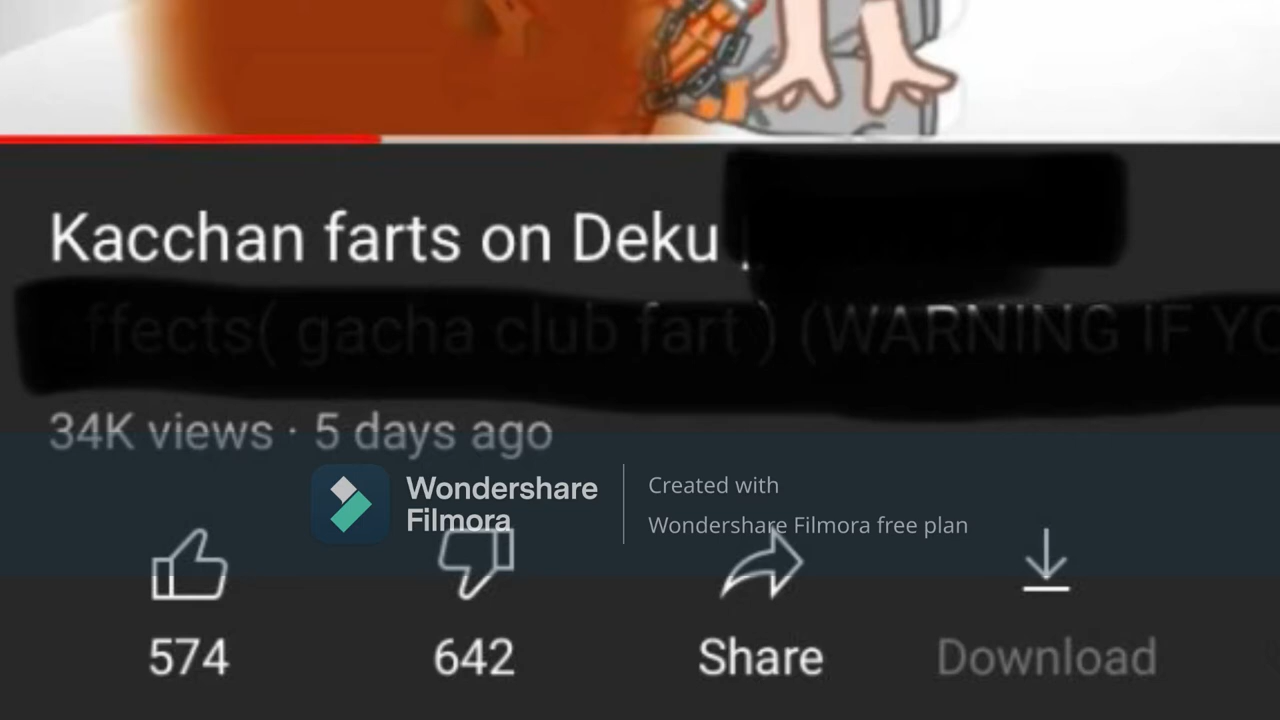 Kacchan farts on Deku |
ffects( gacha club fart ) (WARNING IF YO
34K views · 5 days ago
Wondershare
Filmora
Created with
Wondershare Filmora free plan
574 642 Share Download